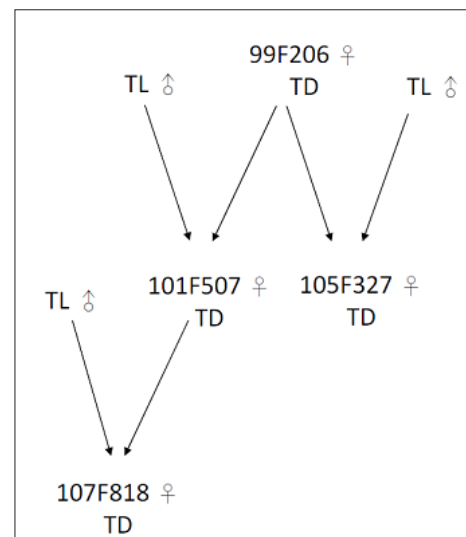 99F206 ♀
TD
TL ♂
TL ♂
101F507 ♀
TD
105F327 ♀
TD
TL ♂
107F818 ♀
TD